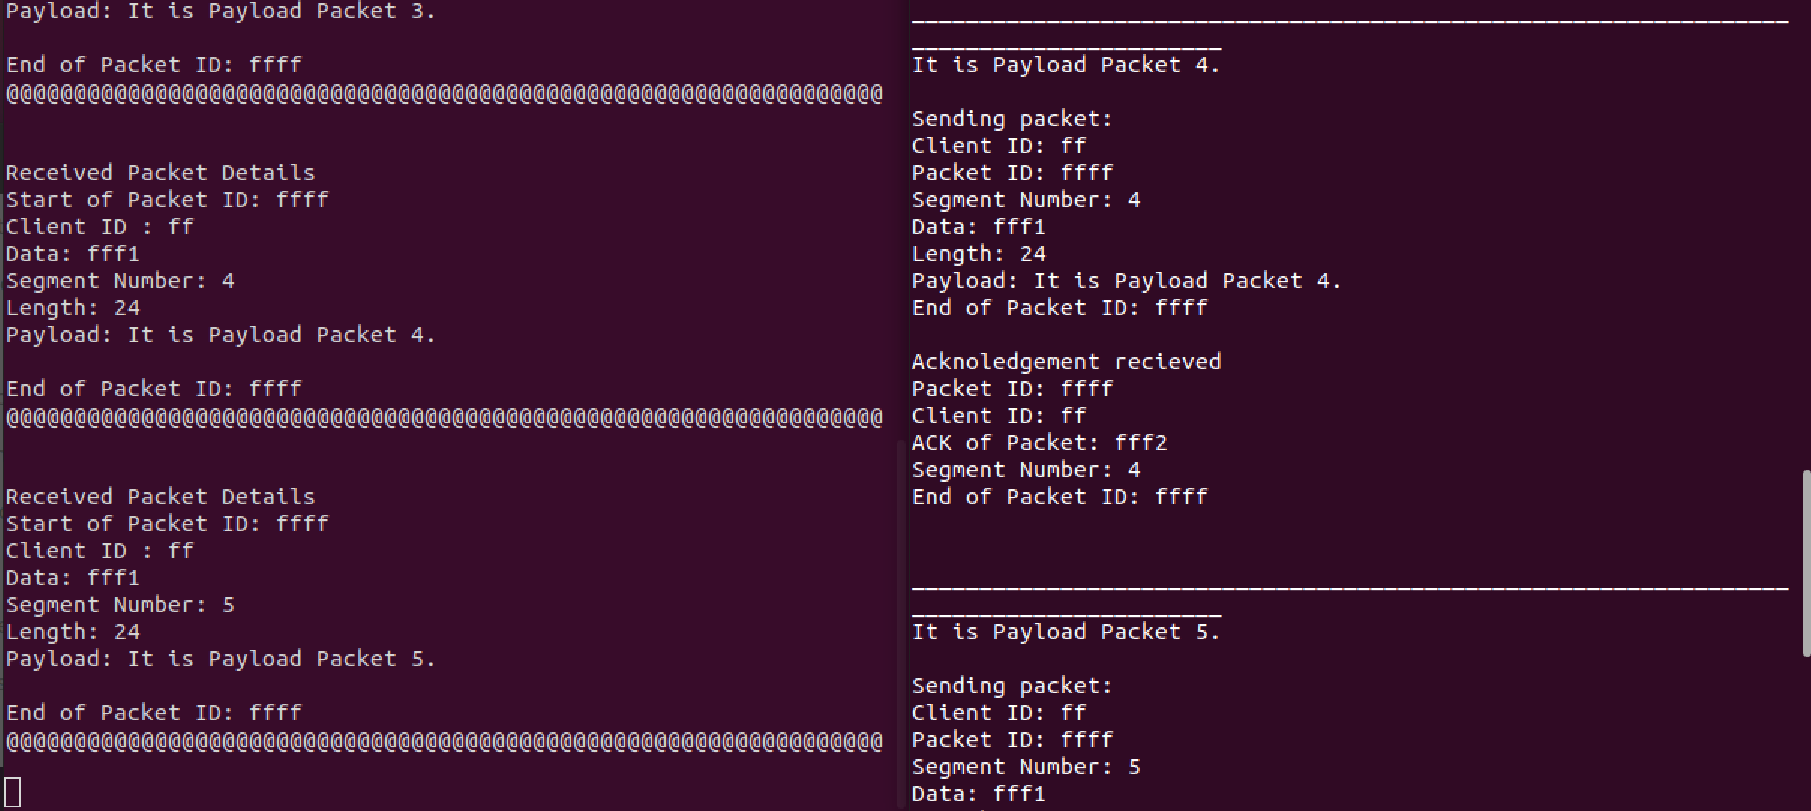 Payload: It is Payload Packet 3.

End of Packet ID: ffff
@@@@@@@@@@@@@@@@@@@@@@@@@@@@@@@@@@@@@@@@@@@@@@@@@@@@@@@@@@@@@@@@@

Received Packet Details
Start of Packet ID: ffff
Client ID : ff
Data: fff1
Segment Number: 4
Length: 24
Payload: It is Payload Packet 4.

End of Packet ID: ffff
@@@@@@@@@@@@@@@@@@@@@@@@@@@@@@@@@@@@@@@@@@@@@@@@@@@@@@@@@@@@@@@@@

Received Packet Details
Start of Packet ID: ffff
Client ID : ff
Data: fff1
Segment Number: 5
Length: 24
Payload: It is Payload Packet 5.

End of Packet ID: ffff
@@@@@@@@@@@@@@@@@@@@@@@@@@@@@@@@@@@@@@@@@@@@@@@@@@@@@@@@@@@@@@@@@

_________________________________________________________________
_______________________
It is Payload Packet 4.

Sending packet:
Client ID: ff
Packet ID: ffff
Segment Number: 4
Data: fff1
Length: 24
Payload: It is Payload Packet 4.
End of Packet ID: ffff

Acknoledgement recieved
Packet ID: ffff
Client ID: ff
ACK of Packet: fff2
Segment Number: 4
End of Packet ID: ffff

_________________________________________________________________
_______________________
It is Payload Packet 5.

Sending packet:
Client ID: ff
Packet ID: ffff
Segment Number: 5
Data: fff1